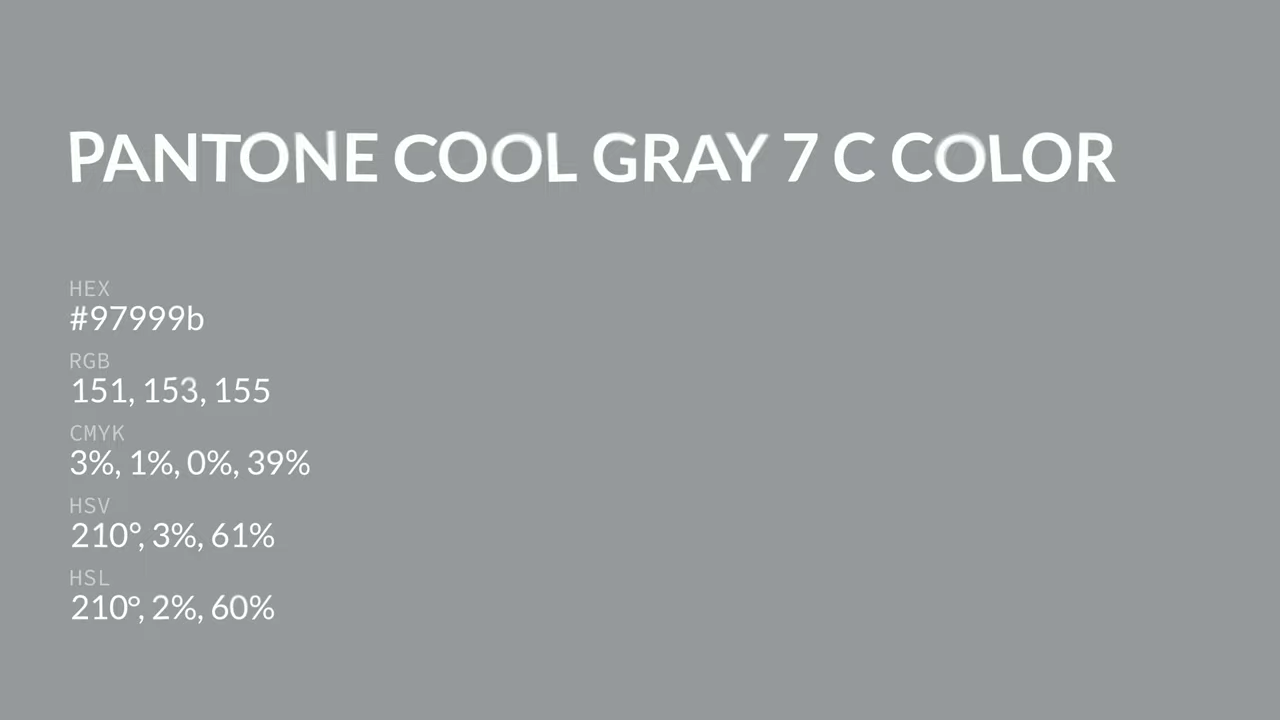 PANTONE COOL GRAY 7 C COLOR
HEX
#97999b
RGB
151, 153, 155
CMYK
3%, 1%, 0%, 39%
HSV
210°, 3%, 61%
HSL
210°, 2%, 60%